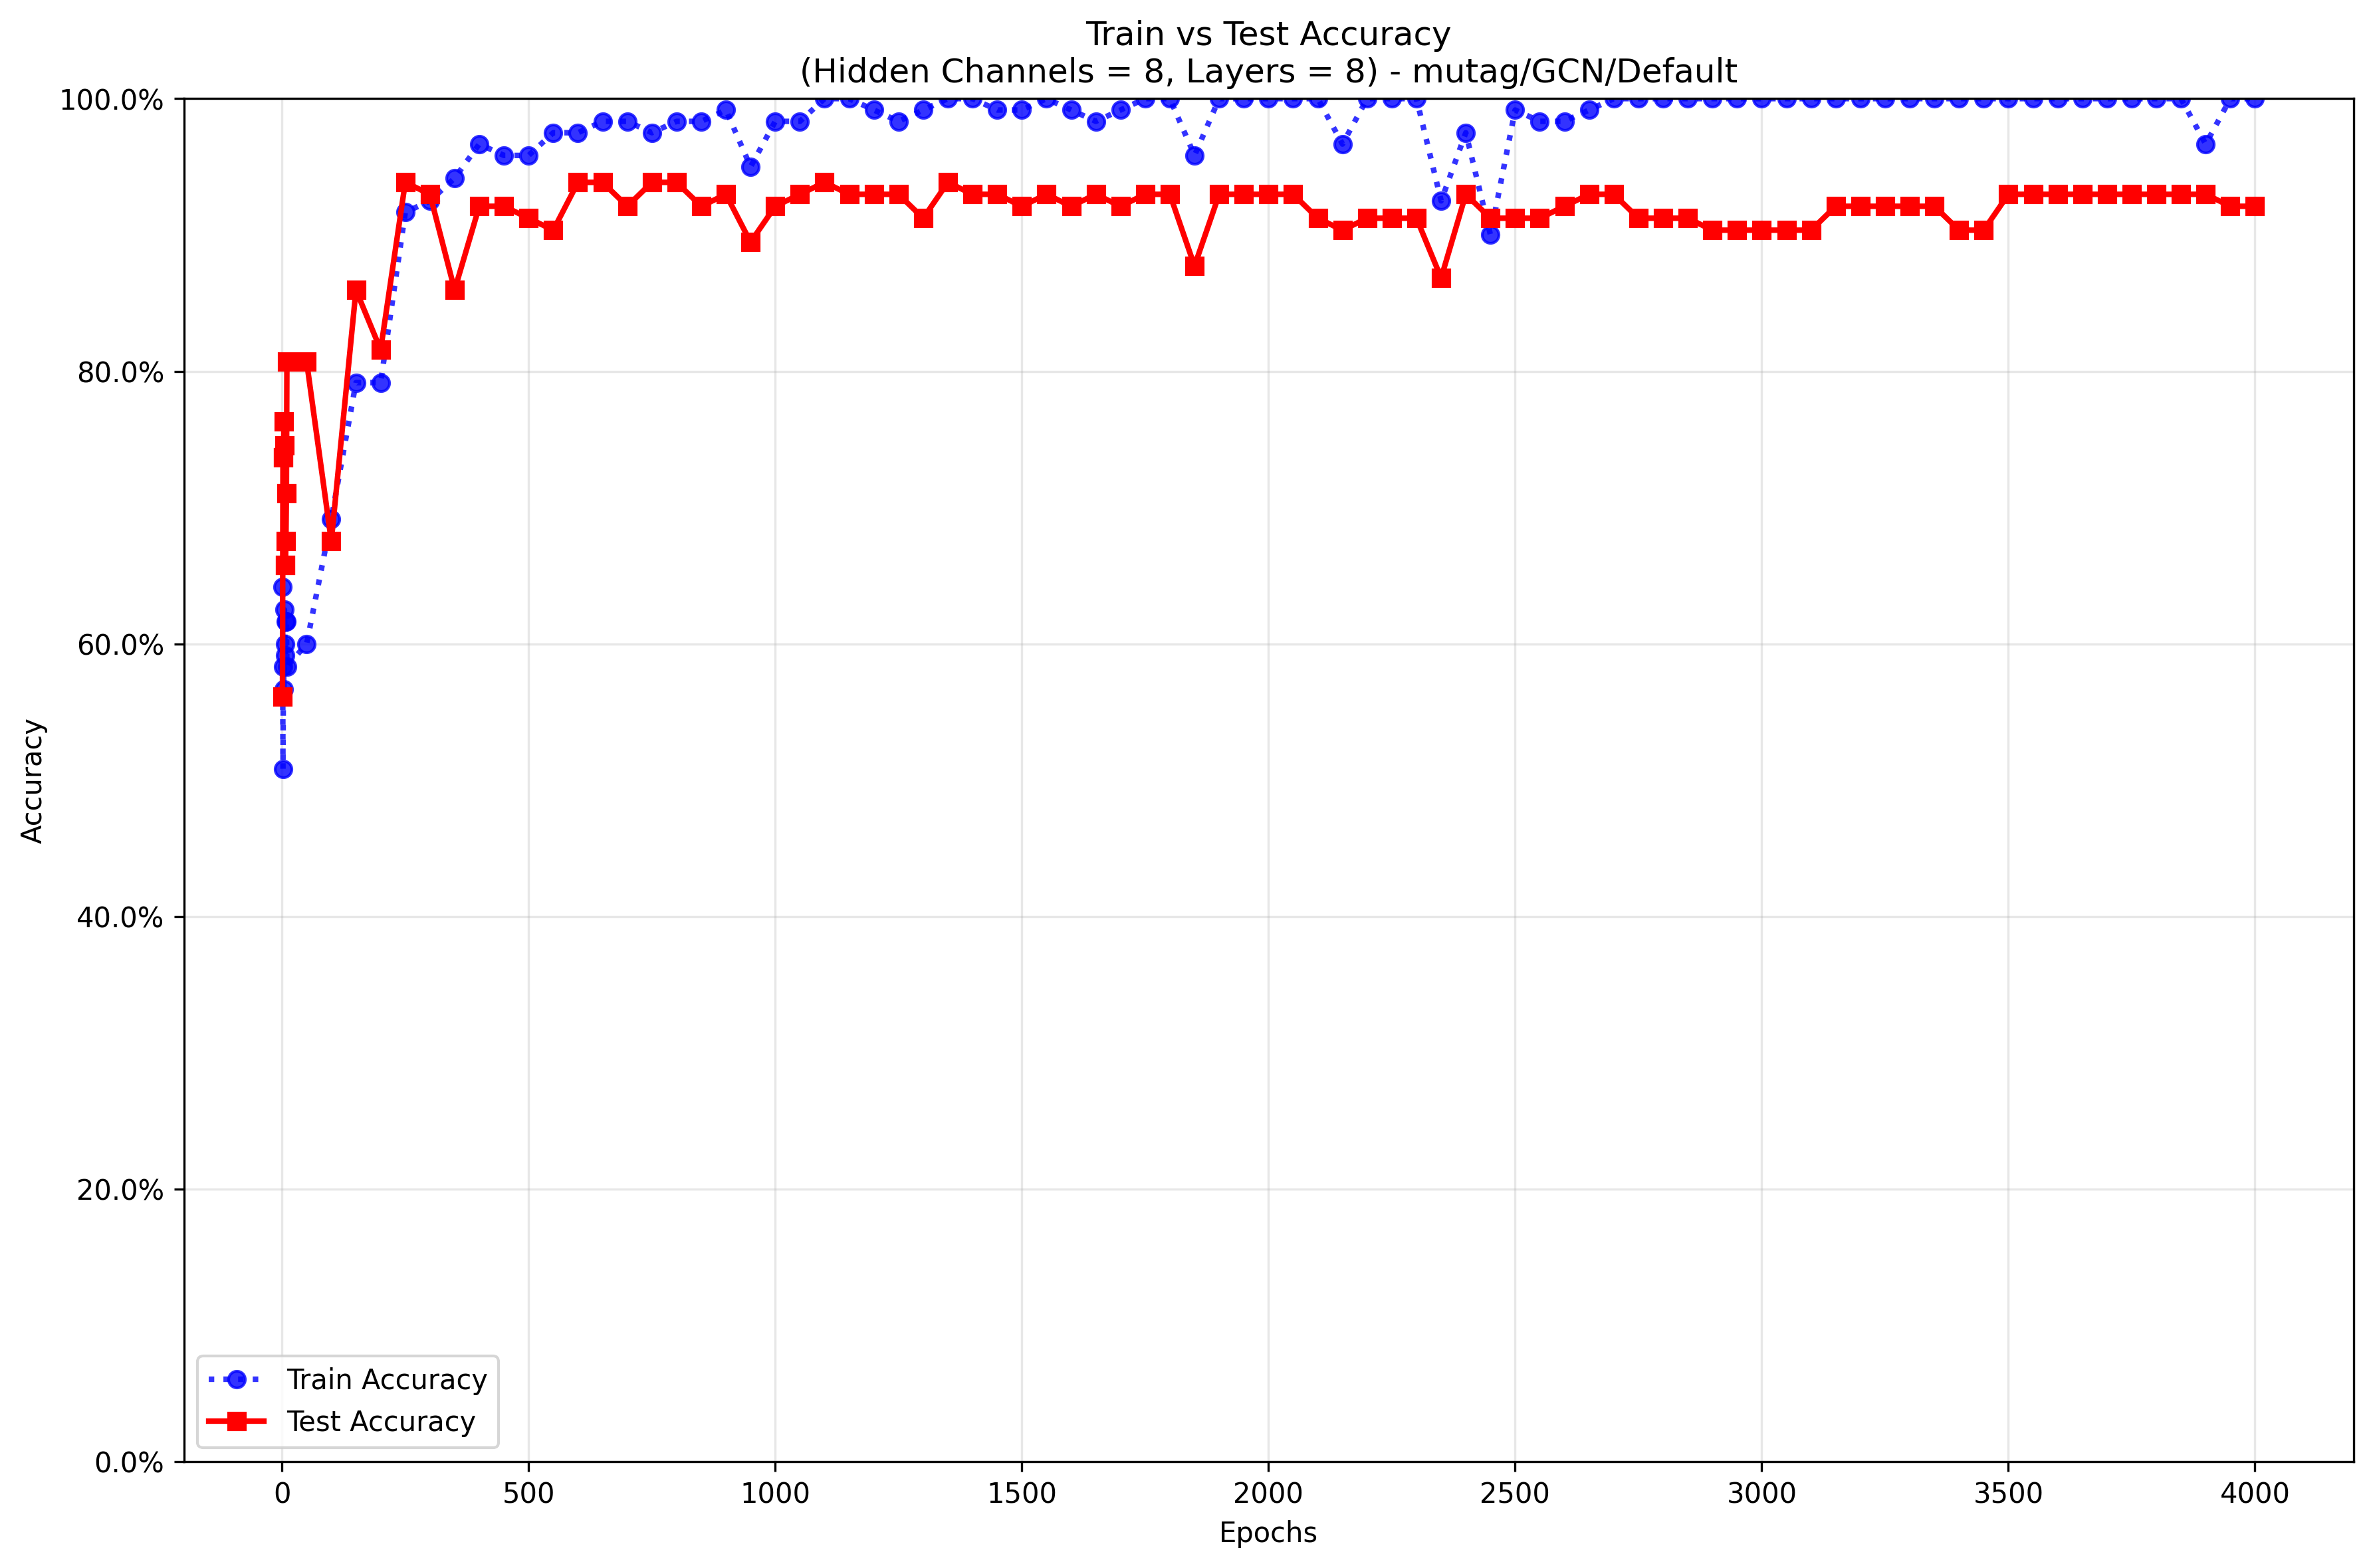 Train vs Test Accuracy
(Hidden Channels = 8, Layers = 8) - mutag/GCN/Default
100.0%
80.0%
60.0%
40.0%
20.0%
0.0%
Accuracy
Train Accuracy
Test Accuracy
0 500 1000 1500 2000 2500 3000 3500 4000
Epochs